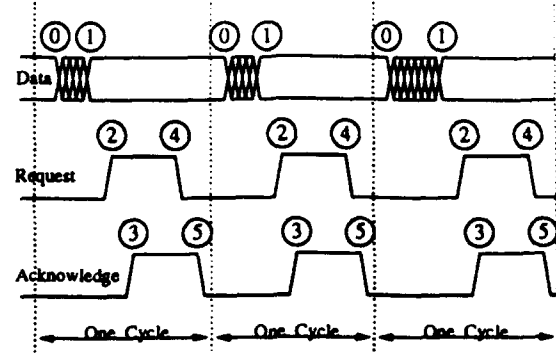 0 1 0 1 0 1
Data
2 4 2 4 2 4
Request
3 5 3 5 3 5
Acknowledge
One Cycle One Cycle One Cycle